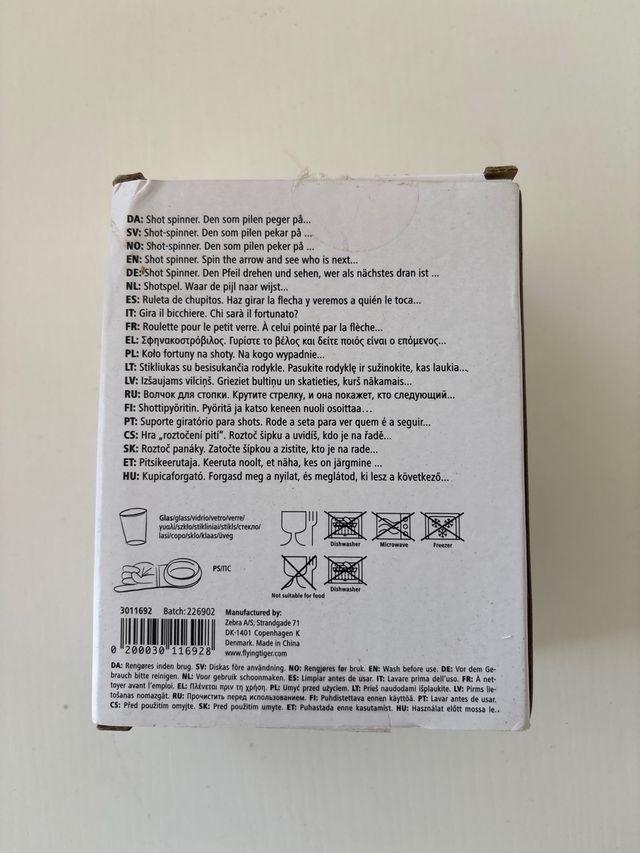 DA: Shot spinner. Den som pilen peger på...
SV: Shot-spinner. Den som pilen pekar på ...
NO: Shot-spinner. Den som pilen peker på ...
EN: Shot spinner. Spin the arrow and see who is next...
DE: Shot Spinner. Den Pfeil drehen und sehen, wer als nächstes dran ist ...
NL: Shotspel. Waar de pijl naar wijst...
ES: Ruleta de chupitos. Haz girar la flecha y veremos a quién le toca...
IT: Gira il bicchiere. Chi sarà il fortunato?
FR: Roulette pour le petit verre. À celui pointé par la flèche...
EL: Σφηνακοστρόβιλος. Γυρίστε το βέλος και δείτε ποιός είναι ο επόμενος...
PL: Koło fortuny na shoty. Na kogo wypadnie...
LT: Stikliukas su besisukančia rodykle. Pasukite rodyklę ir sužinokite, kas laukia...
LV: Izšaujams vilciņš. Grieziet bultiņu un skatieties, kurš nākamais...
RU: Волчок для стопки. Крутите стрелку, и она покажет, кто следующий...
FI: Shottipyöritin. Pyöritä ja katso keneen nuoli osoittaa...
PT: Suporte giratório para shots. Rode a seta para ver quem é a seguir...
CS: Hra „roztočení pití". Roztoč šipku a uvidíš, kdo je na řadě...
SK: Roztoč panáky. Zatočte šípkou a zistite, kto je na rade...
ET: Pitsikeerutaja. Keeruta noolt, et näha, kes on järgmine ...
HU: Kupicaforgató. Forgasd meg a nyilat, és meglátod, ki lesz a következő...
Glas/glass/vidrio/vetro/verre/
γυαλί/szkło/stikliniai/stikls/стекло/
lasi/copo/sklo/klaas/üveg
Dishwasher Microwave Freezer
PS/ПС
Not suitable for food Dishwasher
3011692 Batch: 226902
0 200030 116928
Manufactured by:
Zebra A/S; Strandgade 71
DK-1401 Copenhagen K
Denmark. Made in China
www.flyingtiger.com
DA: Rengøres inden brug. SV: Diskas före användning. NO: Rengjøres før bruk. EN: Wash before use. DE: Vor dem Ge-
brauch bitte reinigen. NL: Voor gebruik schoonmaken. ES: Limpiar antes de usar. IT: Lavare prima dell'uso. FR: À net-
toyer avant l'emploi. EL: Πλένεται πριν τη χρήση. PL: Umyć przed użyciem. LT: Prieš naudodami išplaukite. LV: Pirms lie-
tošanas nomazgāt. RU: Прочистить перед использованием. FI: Puhdistettava ennen käyttöä. PT: Lavar antes de usar.
CS: Před použitím omyjte. SK: Pred použitím umyte. ET: Puhastada enne kasutamist. HU: Használat előtt mossa le..